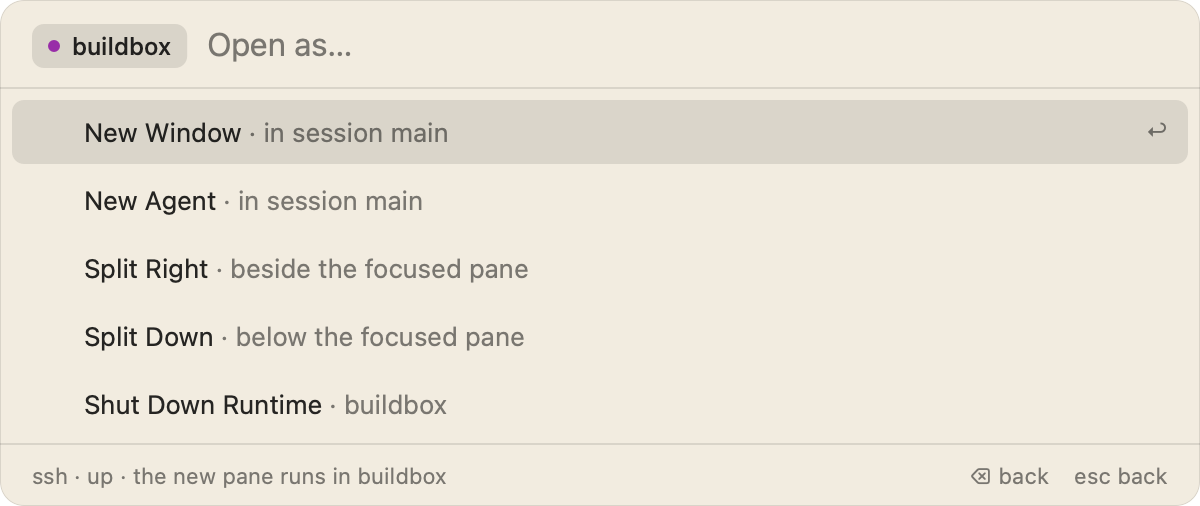 buildbox Open as...
New Window · in session main
New Agent · in session main
Split Right · beside the focused pane
Split Down · below the focused pane
Shut Down Runtime · buildbox
ssh · up · the new pane runs in buildbox ⌫ back esc back